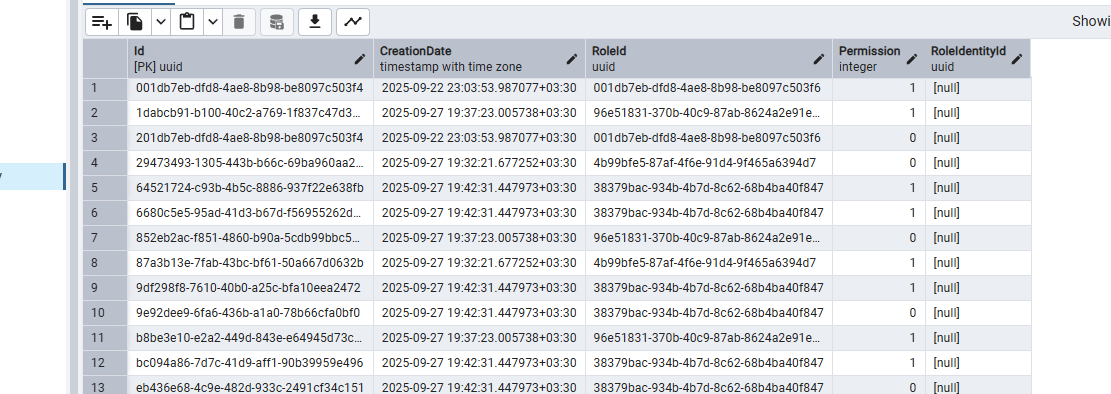 Showi
Id CreationDate RoleId Permission RoleIdentityId
[PK] uuid timestamp with time zone uuid integer uuid
1 001db7eb-dfd8-4ae8-8b98-be8097c503f4 2025-09-22 23:03:53.987077+03:30 001db7eb-dfd8-4ae8-8b98-be8097c503f6 1 [null]
2 1dabcb91-b100-40c2-a769-1f837c47d3... 2025-09-27 19:37:23.005738+03:30 96e51831-370b-40c9-87ab-8624a2e91e... 1 [null]
3 201db7eb-dfd8-4ae8-8b98-be8097c503f4 2025-09-22 23:03:53.987077+03:30 001db7eb-dfd8-4ae8-8b98-be8097c503f6 0 [null]
4 29473493-1305-443b-b66c-69ba960aa2... 2025-09-27 19:32:21.677252+03:30 4b99bfe5-87af-4f6e-91d4-9f465a6394d7 0 [null]
5 64521724-c93b-4b5c-8886-937f22e638fb 2025-09-27 19:42:31.447973+03:30 38379bac-934b-4b7d-8c62-68b4ba40f847 1 [null]
6 6680c5e5-95ad-41d3-b67d-f56955262d... 2025-09-27 19:42:31.447973+03:30 38379bac-934b-4b7d-8c62-68b4ba40f847 1 [null]
7 852eb2ac-f851-4860-b90a-5cdb99bbc5... 2025-09-27 19:37:23.005738+03:30 96e51831-370b-40c9-87ab-8624a2e91e... 0 [null]
8 87a3b13e-7fab-43bc-bf61-50a667d0632b 2025-09-27 19:32:21.677252+03:30 4b99bfe5-87af-4f6e-91d4-9f465a6394d7 1 [null]
9 9df298f8-7610-40b0-a25c-bfa10eea2472 2025-09-27 19:42:31.447973+03:30 38379bac-934b-4b7d-8c62-68b4ba40f847 1 [null]
10 9e92dee9-6fa6-436b-a1a0-78b66cfa0bf0 2025-09-27 19:42:31.447973+03:30 38379bac-934b-4b7d-8c62-68b4ba40f847 0 [null]
11 b8be3e10-e2a2-449d-843e-e64945d73c... 2025-09-27 19:37:23.005738+03:30 96e51831-370b-40c9-87ab-8624a2e91e... 1 [null]
12 bc094a86-7d7c-41d9-aff1-90b39959e496 2025-09-27 19:42:31.447973+03:30 38379bac-934b-4b7d-8c62-68b4ba40f847 1 [null]
13 eb436e68-4c9e-482d-933c-2491cf34c151 2025-09-27 19:42:31.447973+03:30 38379bac-934b-4b7d-8c62-68b4ba40f847 0 [null]